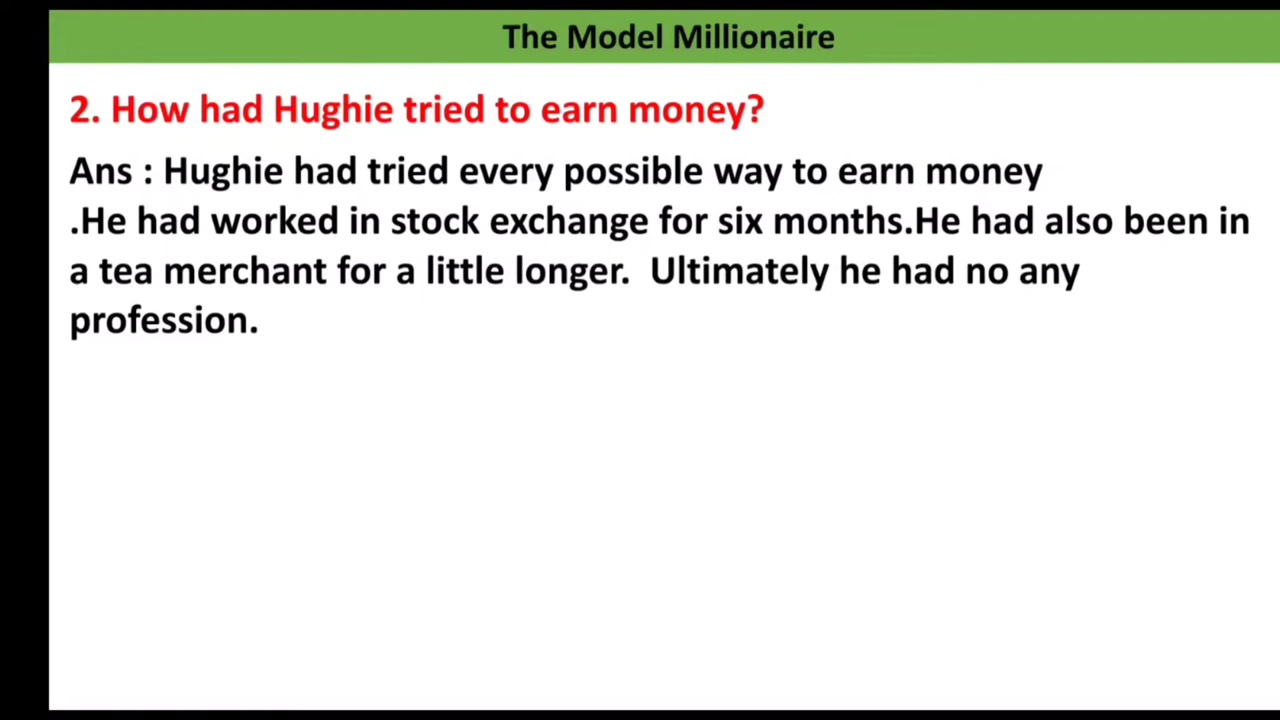 The Model Millionaire
2. How had Hughie tried to earn money?
Ans : Hughie had tried every possible way to earn money
.He had worked in stock exchange for six months.He had also been in
a tea merchant for a little longer.  Ultimately he had no any
profession.